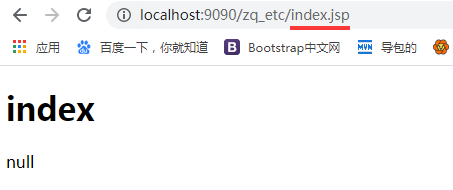 localhost:9090/zq_etc/index.jsp
应用 百度一下，你就知道 B Bootstrap中文网 MVN 导包的
index
null